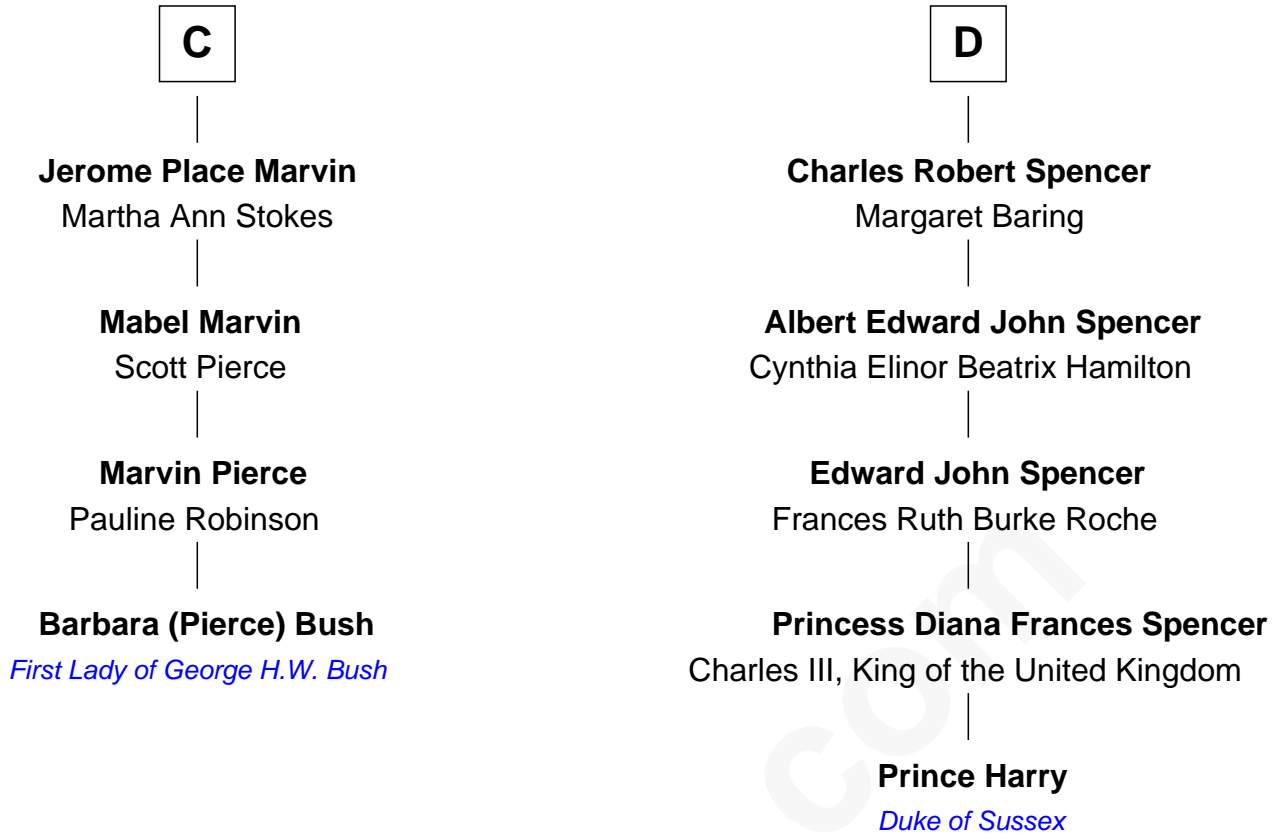 C
Jerome Place Marvin
Martha Ann Stokes
Mabel Marvin
Scott Pierce
Marvin Pierce
Pauline Robinson
Barbara (Pierce) Bush
First Lady of George H.W. Bush
D
Charles Robert Spencer
Margaret Baring
Albert Edward John Spencer
Cynthia Elinor Beatrix Hamilton
Edward John Spencer
Frances Ruth Burke Roche
Princess Diana Frances Spencer
Charles III, King of the United Kingdom
Prince Harry
Duke of Sussex
com